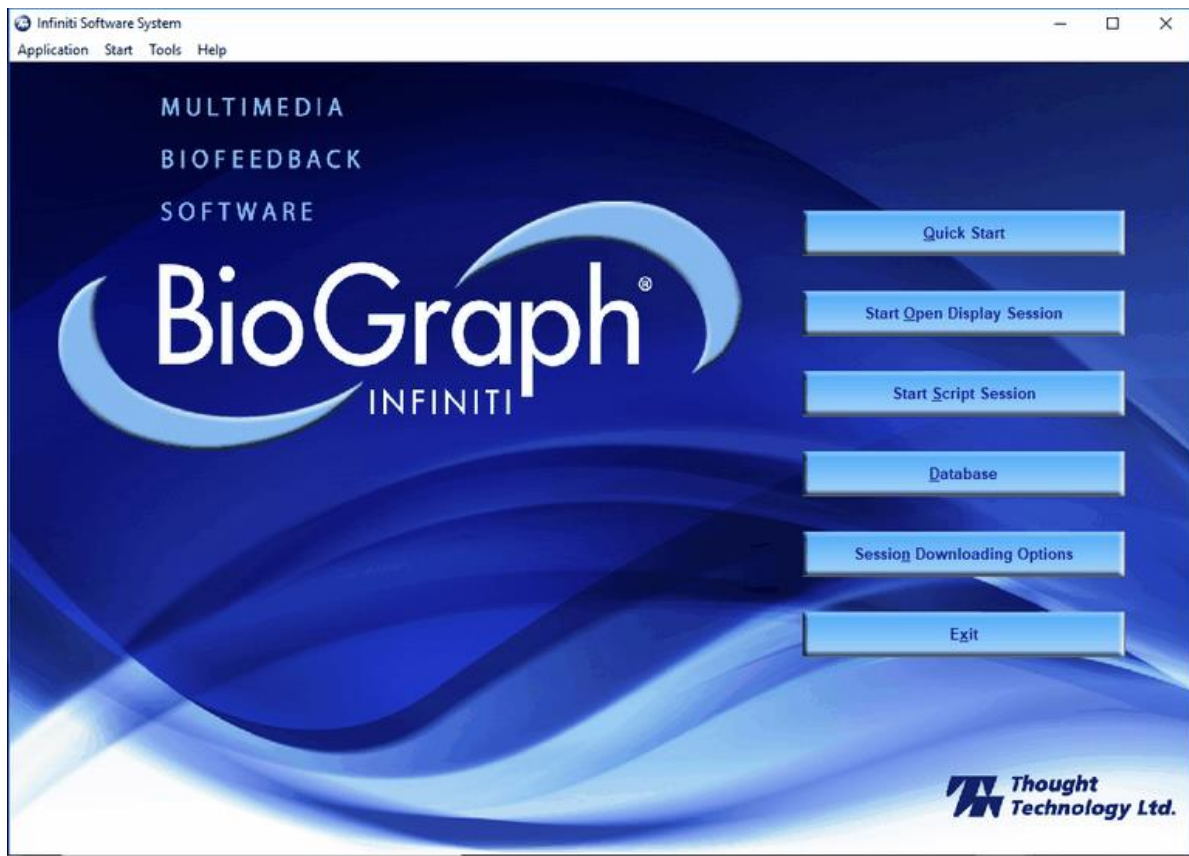 Infiniti Software System
Application Start Tools Help
MULTIMEDIA
BIOFEEDBACK
SOFTWARE
BioGraph®
INFINITI
Quick Start
Start Open Display Session
Start Script Session
Database
Session Downloading Options
Exit
Thought
Technology Ltd.